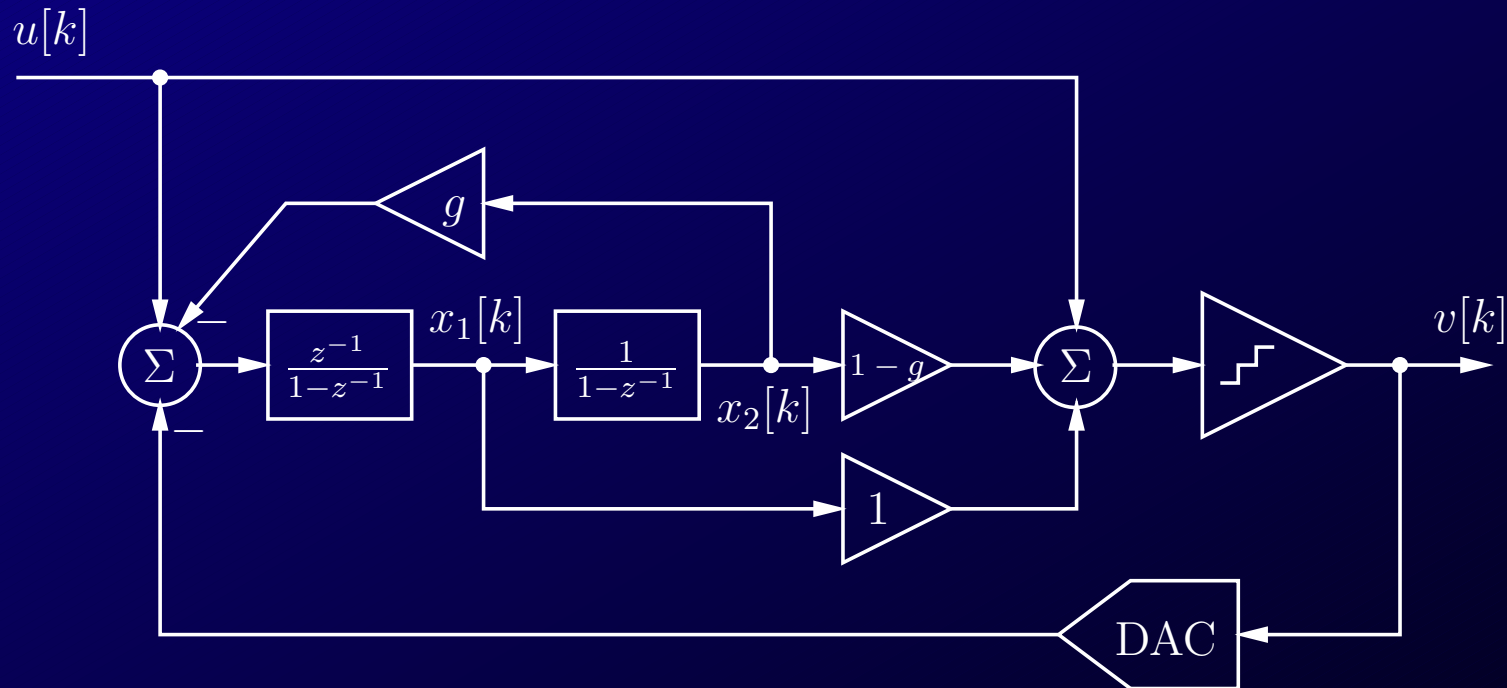 u[k]
g
−
Σ
z⁻¹
1−z⁻¹
x₁[k]
1
1−z⁻¹
x₂[k]
1 − g
Σ
v[k]
−
1
DAC